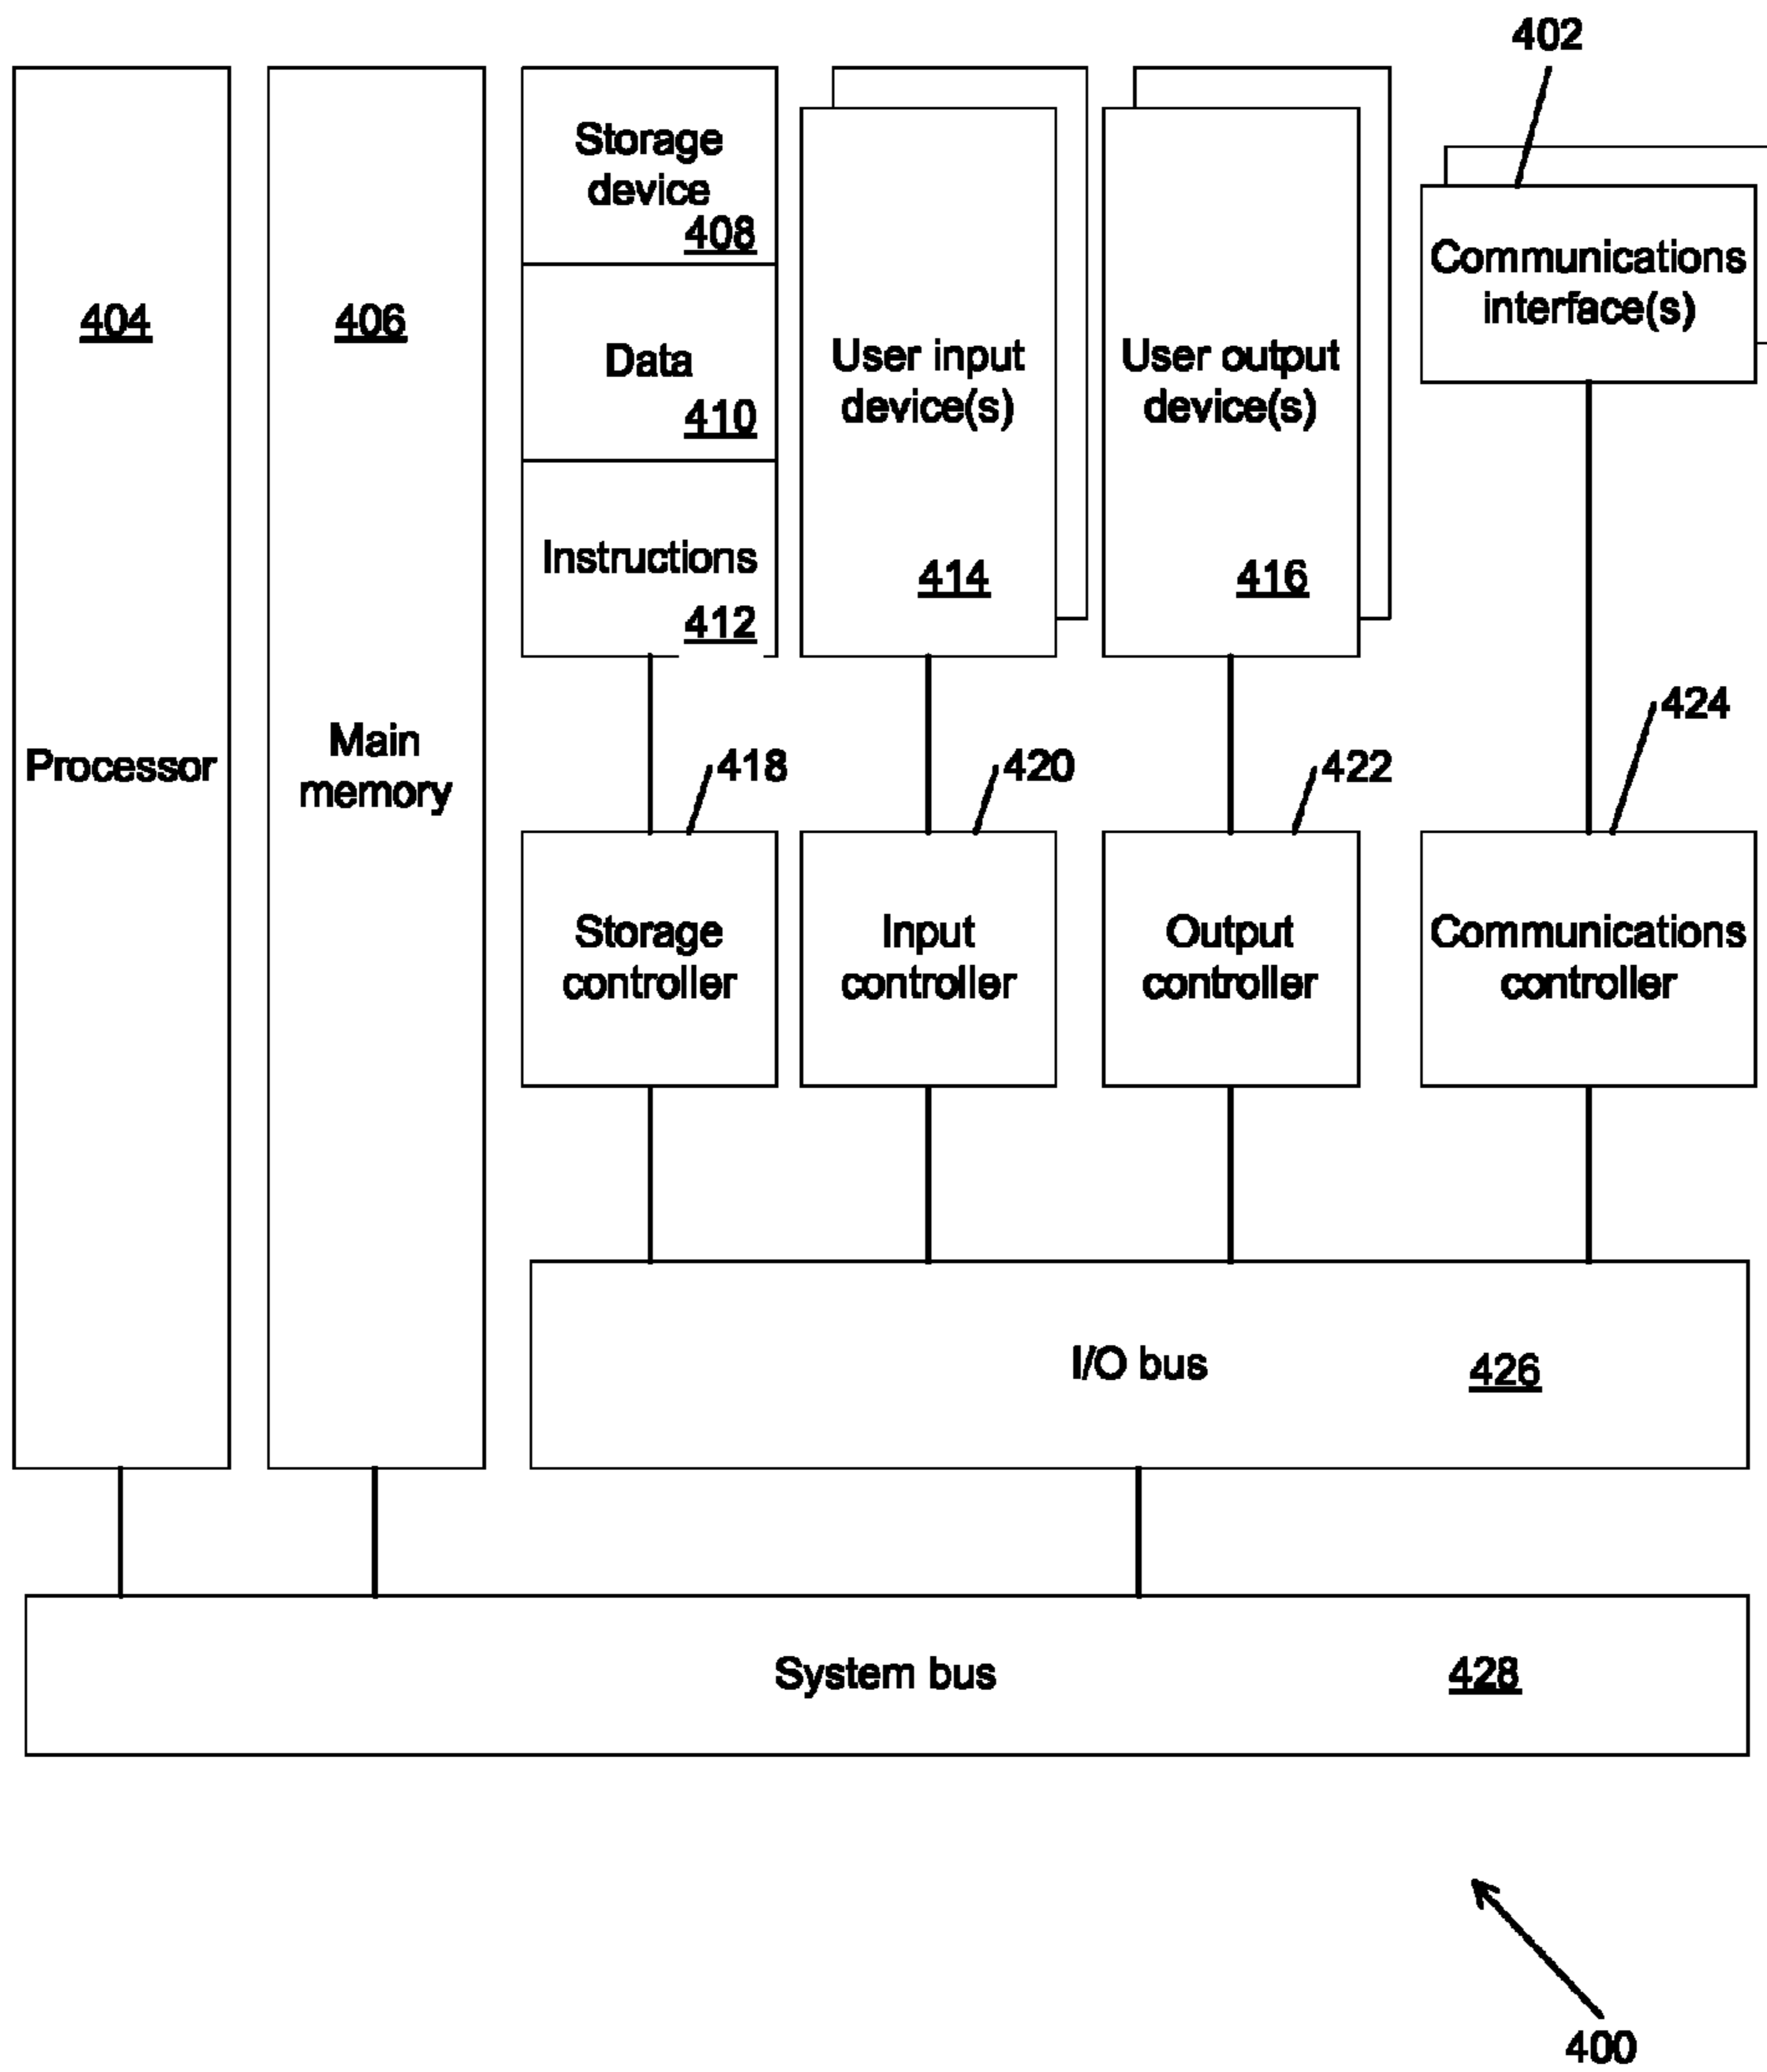 402
Storage
device
408
Communications
interface(s)
404
406
Data
410
User input
device(s)
User output
device(s)
Instructions
412
414
416
424
Processor
Main
memory
418
420
422
Storage
controller
Input
controller
Output
controller
Communications
controller
I/O bus
426
System bus
428
400